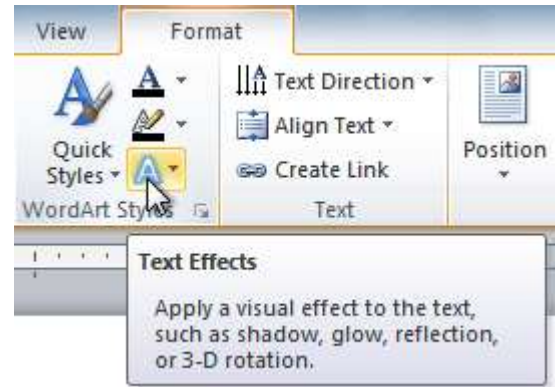 View Format
Text Direction
Align Text
Create Link
Quick
Styles
Position
WordArt Styles
Text
Text Effects
Apply a visual effect to the text,
such as shadow, glow, reflection,
or 3-D rotation.